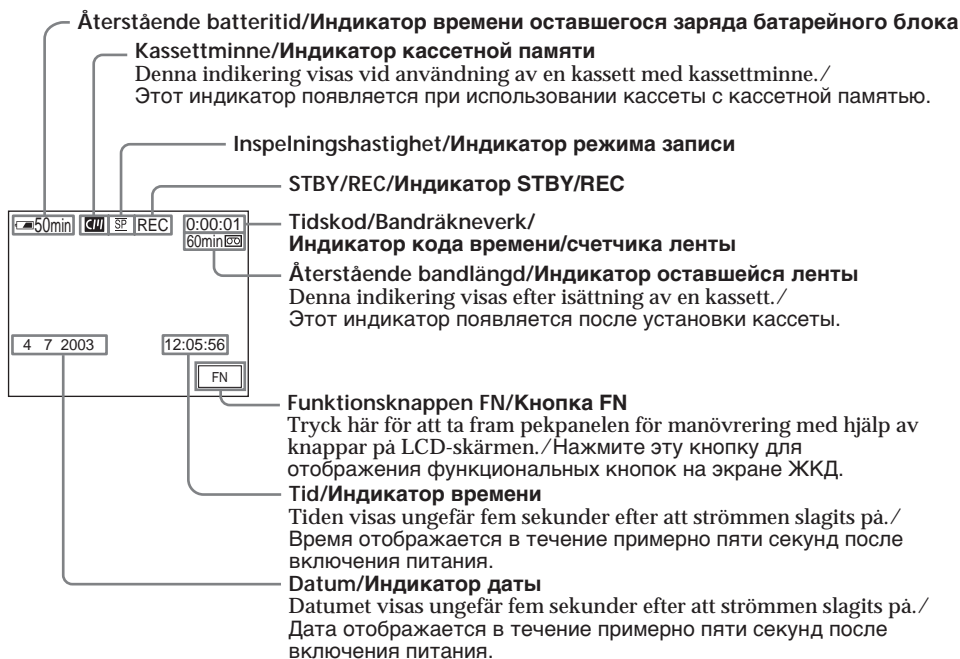 Återstående batteritid/Индикатор времени оставшегося заряда батарейного блока
Kassettminne/Индикатор кассетной памяти
Denna indikering visas vid användning av en kassett med kassettminne./
Этот индикатор появляется при использовании кассеты с кассетной памятью.
Inspelningshastighet/Индикатор режима записи
STBY/REC/Индикатор STBY/REC
50min CM SP REC 0:00:01
60min
Tidskod/Bandräkneverk/
Индикатор кода времени/счетчика ленты
Återstående bandlängd/Индикатор оставшейся ленты
Denna indikering visas efter isättning av en kassett./
Этот индикатор появляется после установки кассеты.
4 7 2003 12:05:56
FN
Funktionsknappen FN/Кнопка FN
Tryck här för att ta fram pekpanelen för manövrering med hjälp av
knappar på LCD-skärmen./Нажмите эту кнопку для
отображения функциональных кнопок на экране ЖКД.
Tid/Индикатор времени
Tiden visas ungefär fem sekunder efter att strömmen slagits på./
Время отображается в течение примерно пяти секунд после
включения питания.
Datum/Индикатор даты
Datumet visas ungefär fem sekunder efter att strömmen slagits på./
Дата отображается в течение примерно пяти секунд после
включения питания.